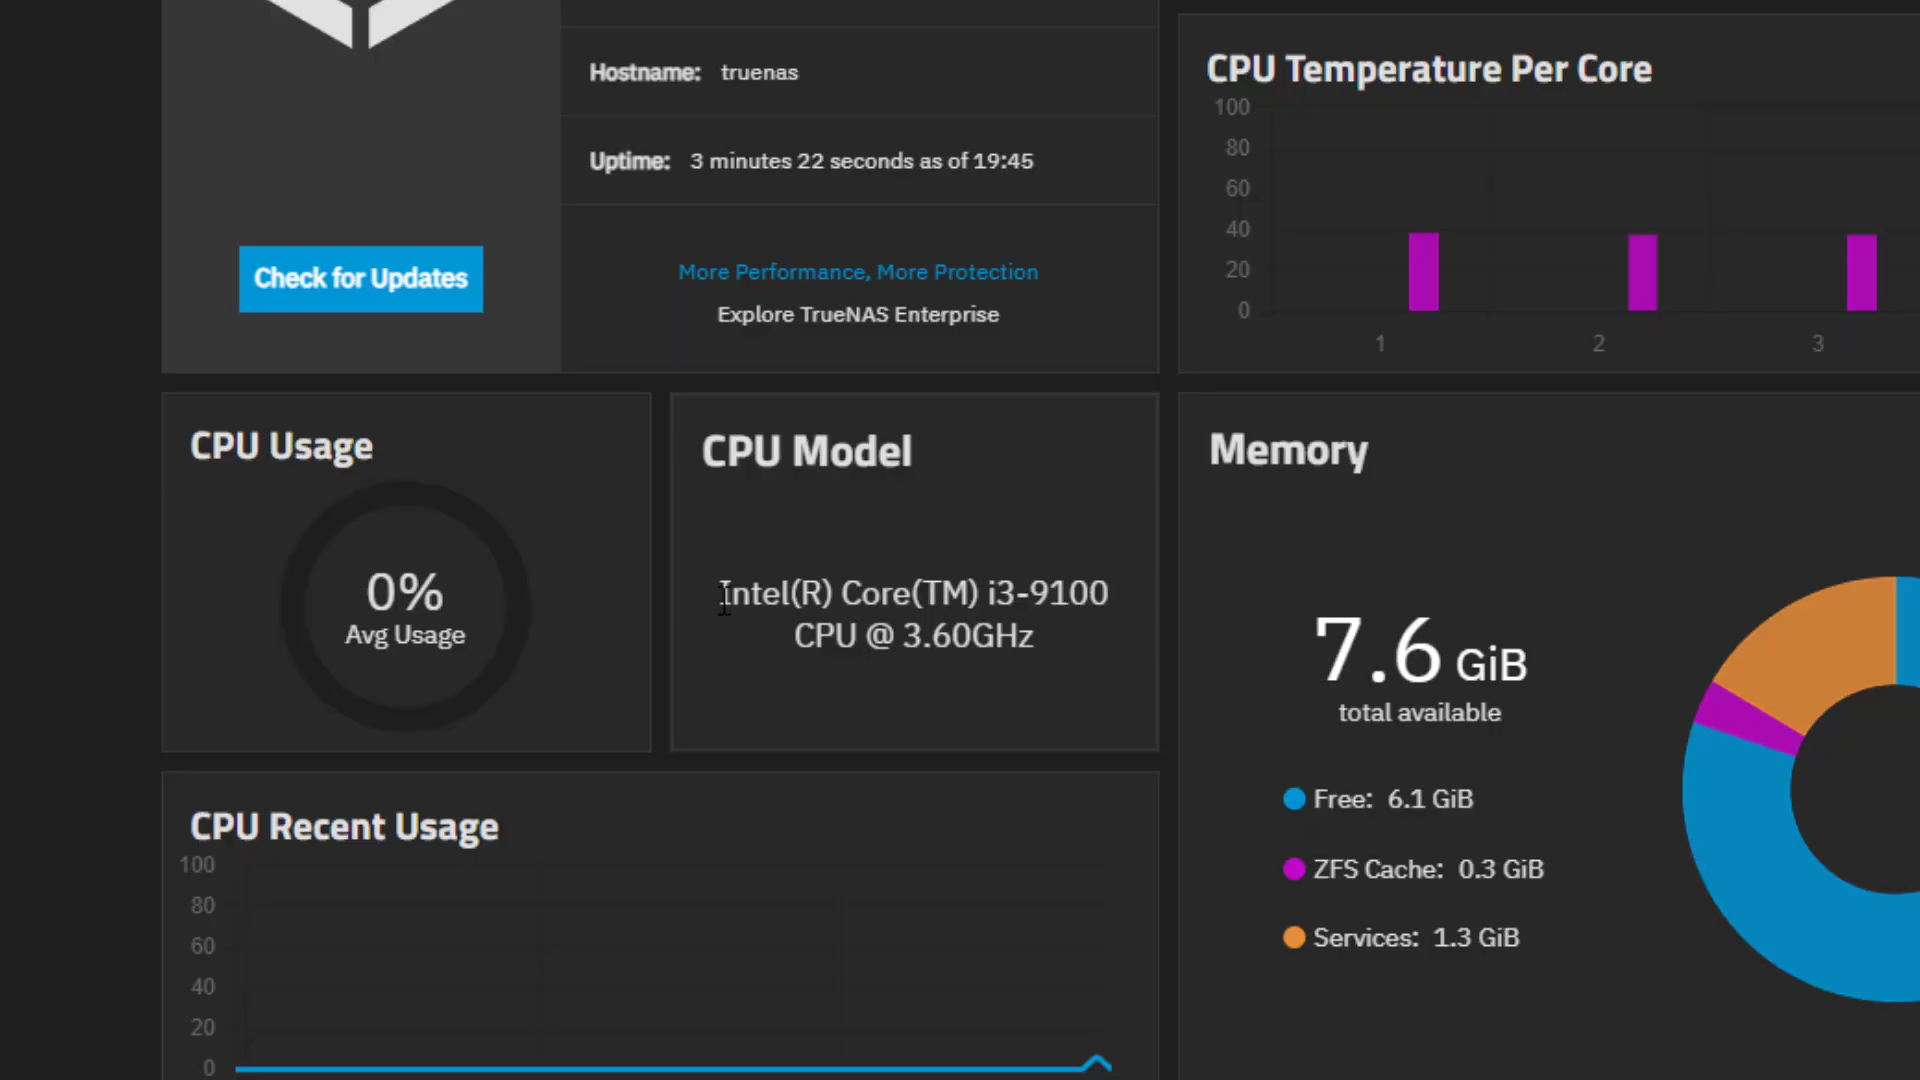 Hostname: truenas
Uptime: 3 minutes 22 seconds as of 19:45
Check for Updates
More Performance, More Protection
Explore TrueNAS Enterprise
CPU Temperature Per Core
100
80
60
40
20
0
1 2 3
CPU Usage
0%
Avg Usage
CPU Model
Intel(R) Core(TM) i3-9100
CPU @ 3.60GHz
Memory
7.6 GiB
total available
Free: 6.1 GiB
ZFS Cache: 0.3 GiB
Services: 1.3 GiB
CPU Recent Usage
100
80
60
40
20
0